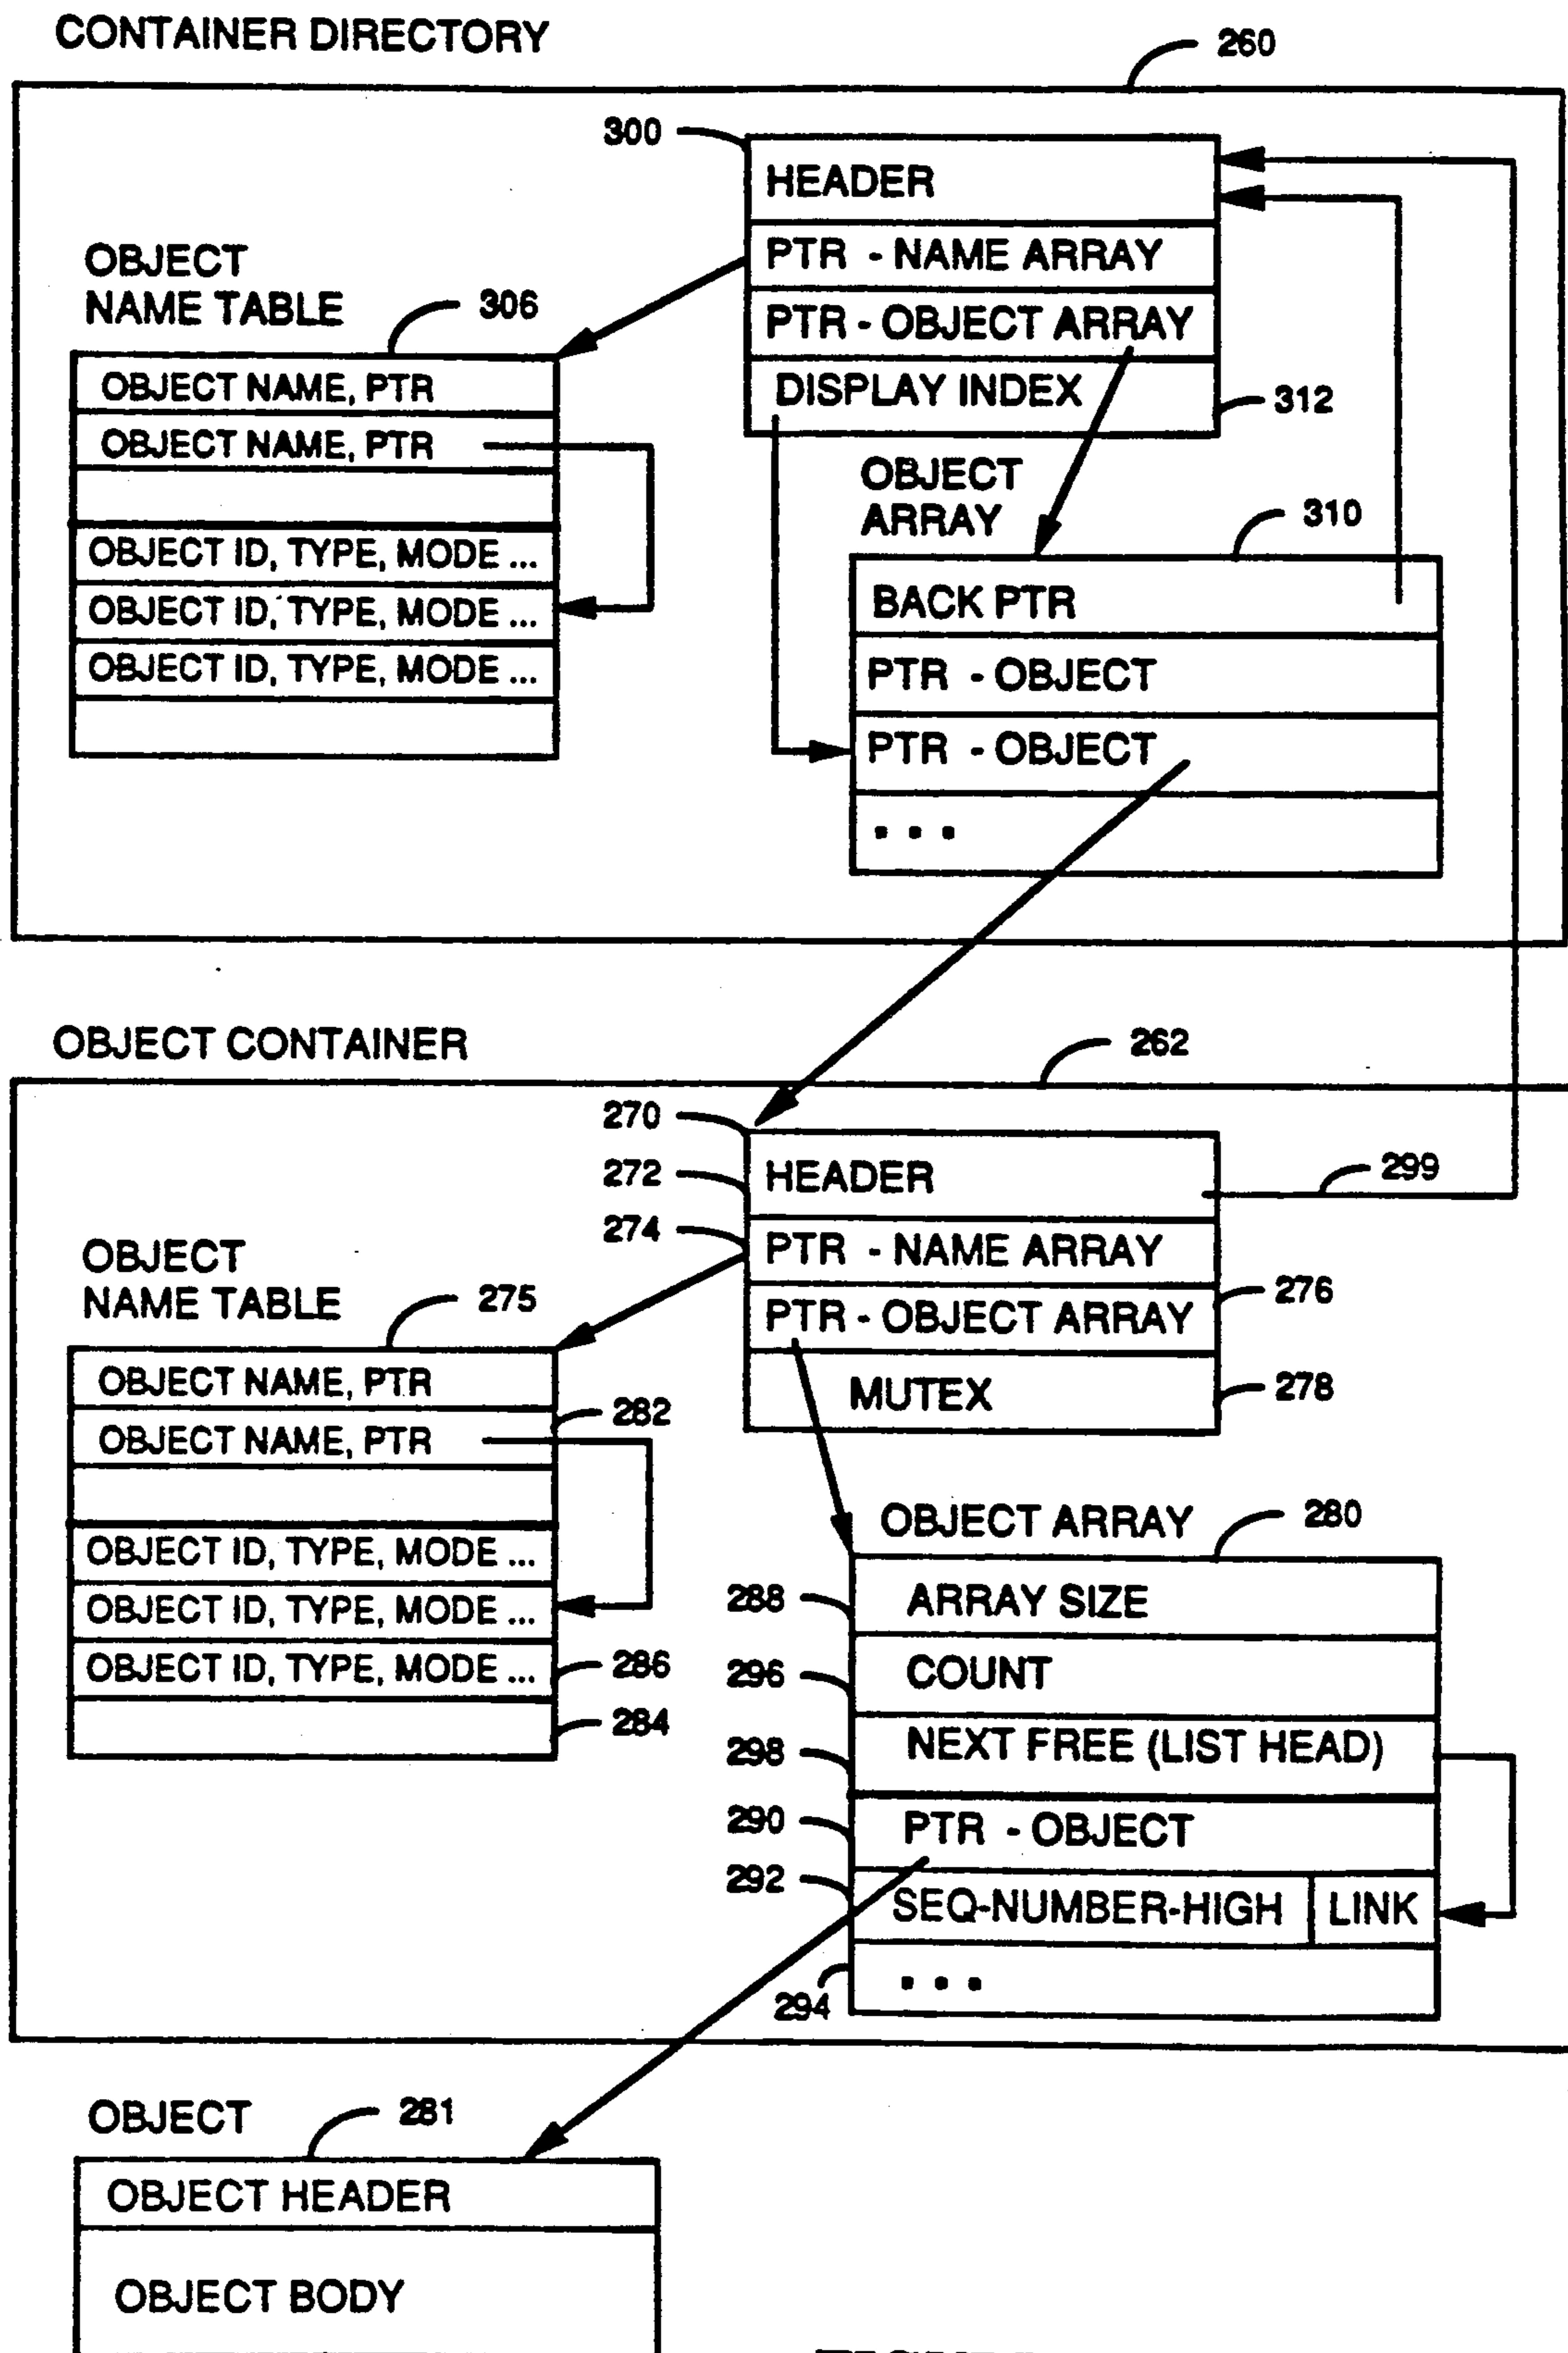 CONTAINER DIRECTORY
260
300
HEADER
PTR - NAME ARRAY
PTR - OBJECT ARRAY
DISPLAY INDEX
312
OBJECT
NAME TABLE
306
OBJECT NAME, PTR
OBJECT NAME, PTR
OBJECT ID, TYPE, MODE ...
OBJECT ID, TYPE, MODE ...
OBJECT ID, TYPE, MODE ...
OBJECT
ARRAY
310
BACK PTR
PTR - OBJECT
PTR - OBJECT
. . .
OBJECT CONTAINER
262
270
272
HEADER
299
274
PTR - NAME ARRAY
PTR - OBJECT ARRAY
276
MUTEX
278
OBJECT
NAME TABLE
275
OBJECT NAME, PTR
282
OBJECT NAME, PTR
OBJECT ID, TYPE, MODE ...
OBJECT ID, TYPE, MODE ...
OBJECT ID, TYPE, MODE ...
286
284
OBJECT ARRAY
280
288
ARRAY SIZE
296
COUNT
298
NEXT FREE (LIST HEAD)
290
PTR - OBJECT
292
SEQ-NUMBER-HIGH
LINK
294
. . .
OBJECT
281
OBJECT HEADER
OBJECT BODY